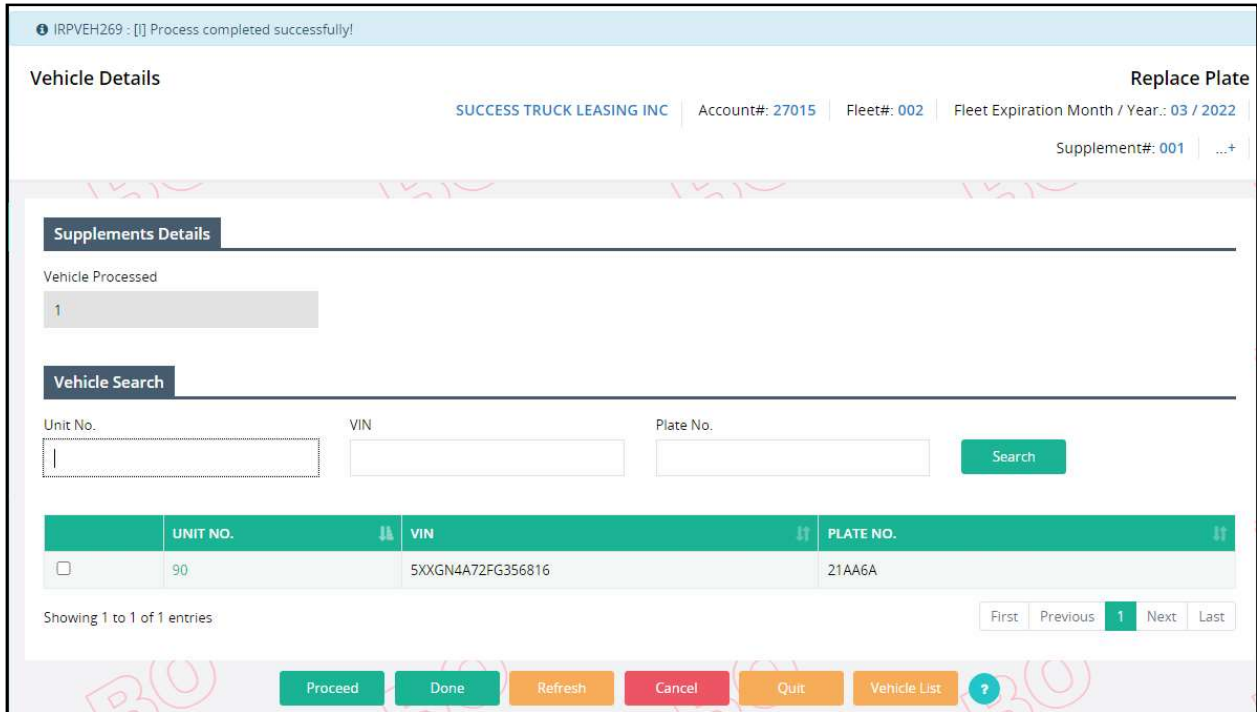 IRPVEH269 : [I] Process completed successfully!
Vehicle Details
Replace Plate
SUCCESS TRUCK LEASING INC Account#: 27015 Fleet#: 002 Fleet Expiration Month / Year.: 03 / 2022
Supplement#: 001 ...+
Supplements Details
Vehicle Processed
1
Vehicle Search
Unit No. VIN Plate No.
Search
UNIT NO. VIN PLATE NO.
90 5XXGN4A72FG356816 21AA6A
Showing 1 to 1 of 1 entries
First Previous 1 Next Last
Proceed Done Refresh Cancel Quit Vehicle List ?